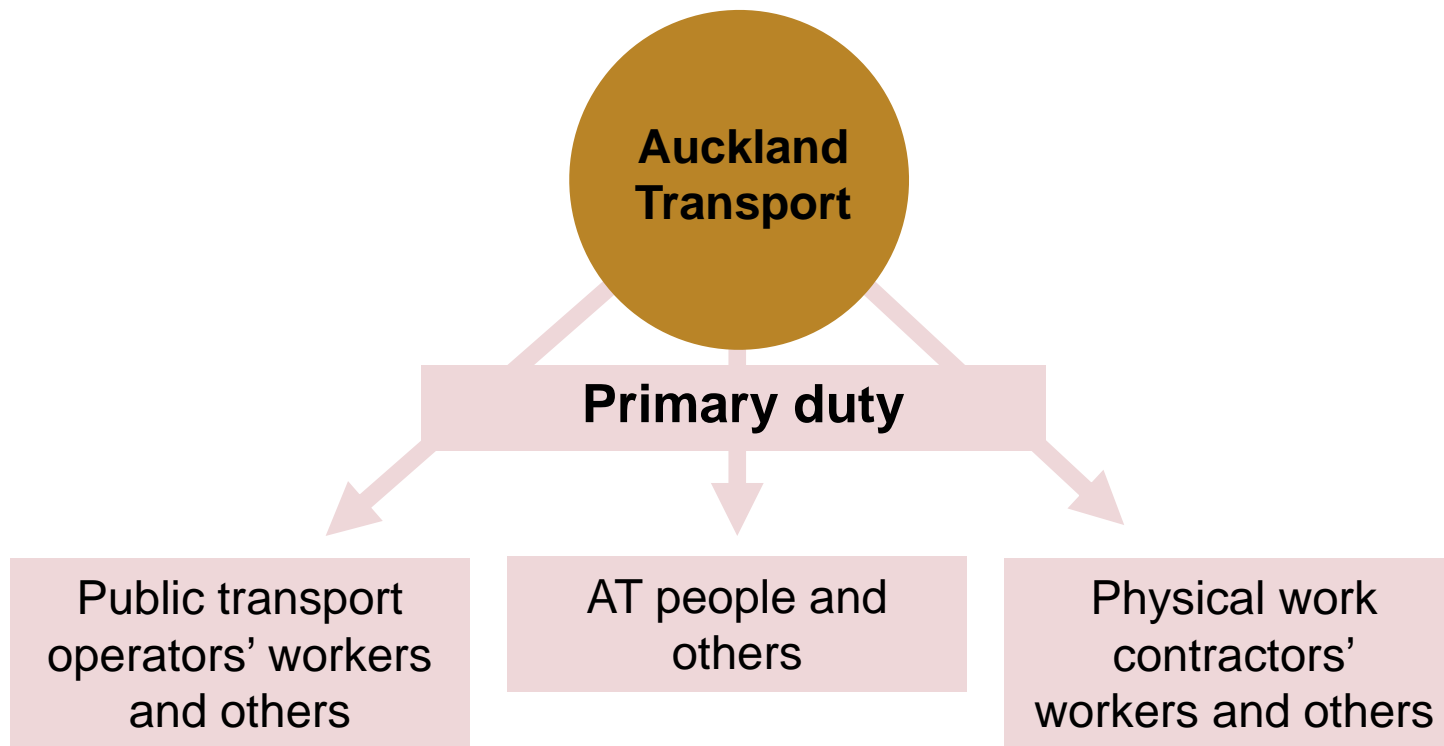 Auckland
Transport
Primary duty
Public transport
operators’ workers
and others
AT people and
others
Physical work
contractors’
workers and others